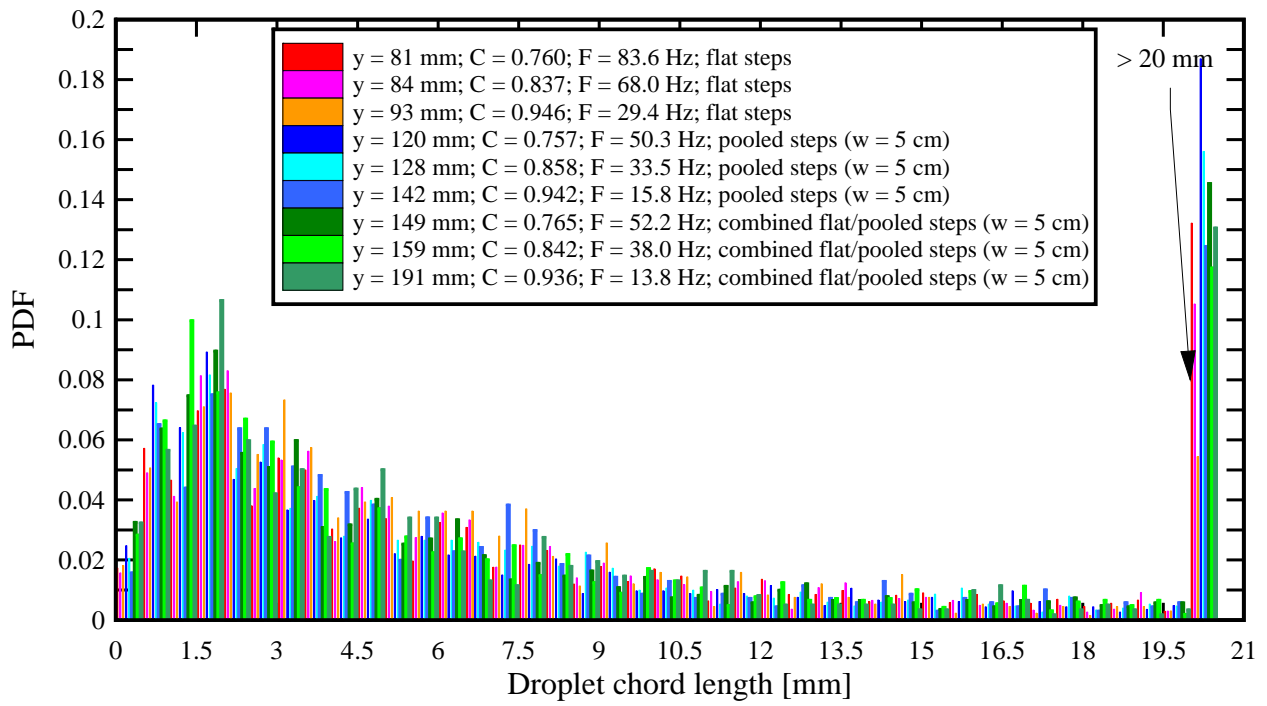 0.2
0.18
0.16
0.14
0.12
0.1
0.08
0.06
0.04
0.02
0
PDF
y = 81 mm; C = 0.760; F = 83.6 Hz; flat steps
y = 84 mm; C = 0.837; F = 68.0 Hz; flat steps
y = 93 mm; C = 0.946; F = 29.4 Hz; flat steps
y = 120 mm; C = 0.757; F = 50.3 Hz; pooled steps (w = 5 cm)
y = 128 mm; C = 0.858; F = 33.5 Hz; pooled steps (w = 5 cm)
y = 142 mm; C = 0.942; F = 15.8 Hz; pooled steps (w = 5 cm)
y = 149 mm; C = 0.765; F = 52.2 Hz; combined flat/pooled steps (w = 5 cm)
y = 159 mm; C = 0.842; F = 38.0 Hz; combined flat/pooled steps (w = 5 cm)
y = 191 mm; C = 0.936; F = 13.8 Hz; combined flat/pooled steps (w = 5 cm)
> 20 mm
0 1.5 3 4.5 6 7.5 9 10.5 12 13.5 15 16.5 18 19.5 21
Droplet chord length [mm]